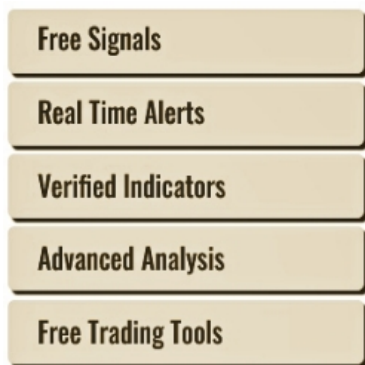 Free Signals
Real Time Alerts
Verified Indicators
Advanced Analysis
Free Trading Tools